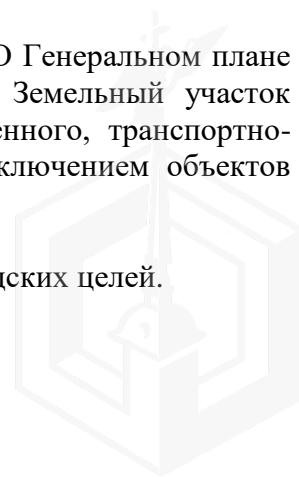 О Генеральном плане
Земельный участок
енного, транспортно-
ключением объектов
дских целей.